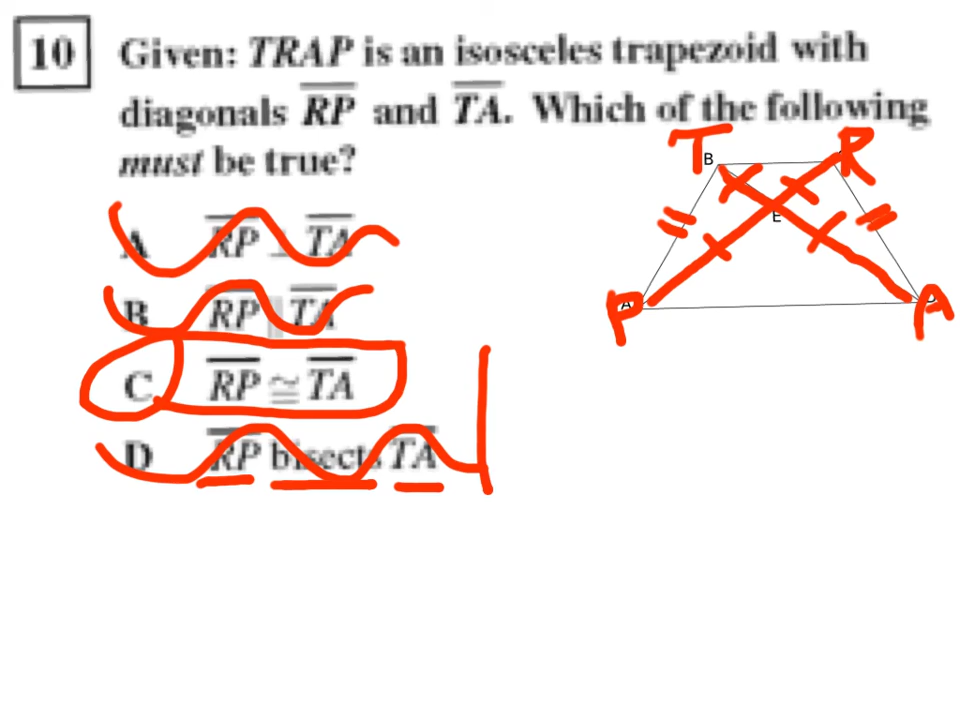 10 Given: TRAP is an isosceles trapezoid with
diagonals RP and TA. Which of the following
must be true?
A RP ⊥ TA
B RP || TA
C RP ≅ TA
D RP bisects TA
T B R
E
P A A